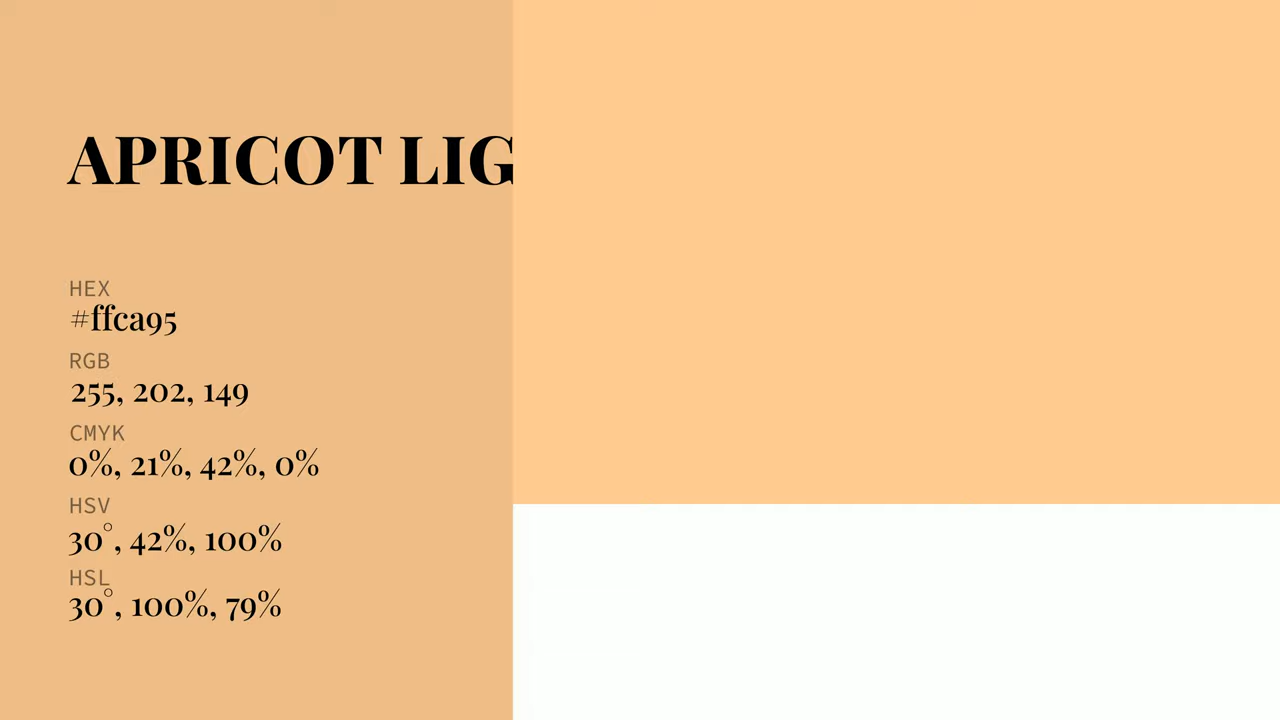 APRICOT LIG
HEX
#ffca95
RGB
255, 202, 149
CMYK
0%, 21%, 42%, 0%
HSV
30°, 42%, 100%
HSL
30°, 100%, 79%